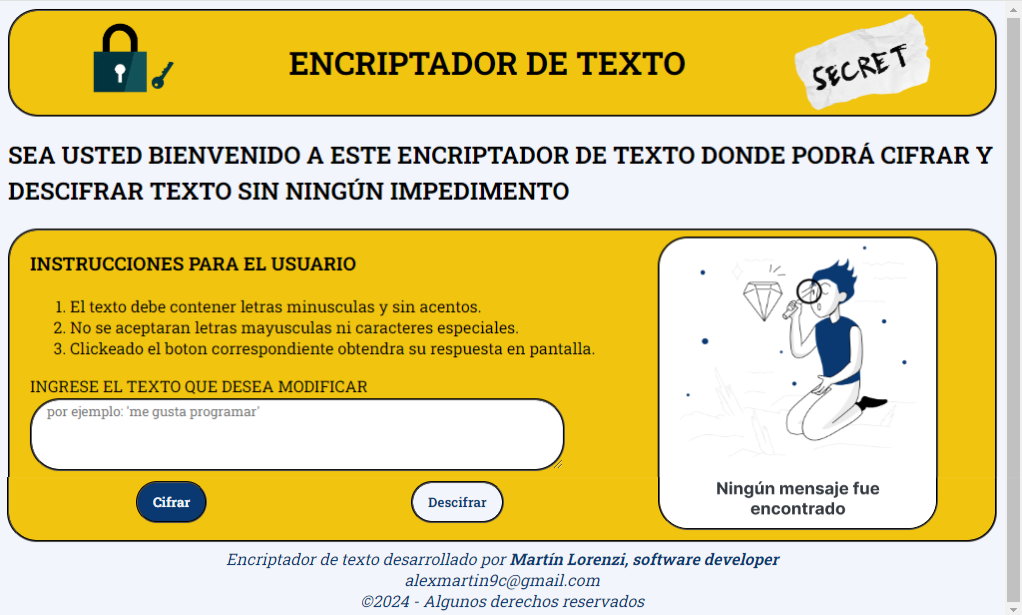 ENCRIPTADOR DE TEXTO
SECRET
SEA USTED BIENVENIDO A ESTE ENCRIPTADOR DE TEXTO DONDE PODRÁ CIFRAR Y
DESCIFRAR TEXTO SIN NINGÚN IMPEDIMENTO
INSTRUCCIONES PARA EL USUARIO
1. El texto debe contener letras minusculas y sin acentos.
2. No se aceptaran letras mayusculas ni caracteres especiales.
3. Clickeado el boton correspondiente obtendra su respuesta en pantalla.
INGRESE EL TEXTO QUE DESEA MODIFICAR
por ejemplo: 'me gusta programar'
Cifrar
Descifrar
Ningún mensaje fue
encontrado
Encriptador de texto desarrollado por Martín Lorenzi, software developer
alexmartin9c@gmail.com
©2024 - Algunos derechos reservados